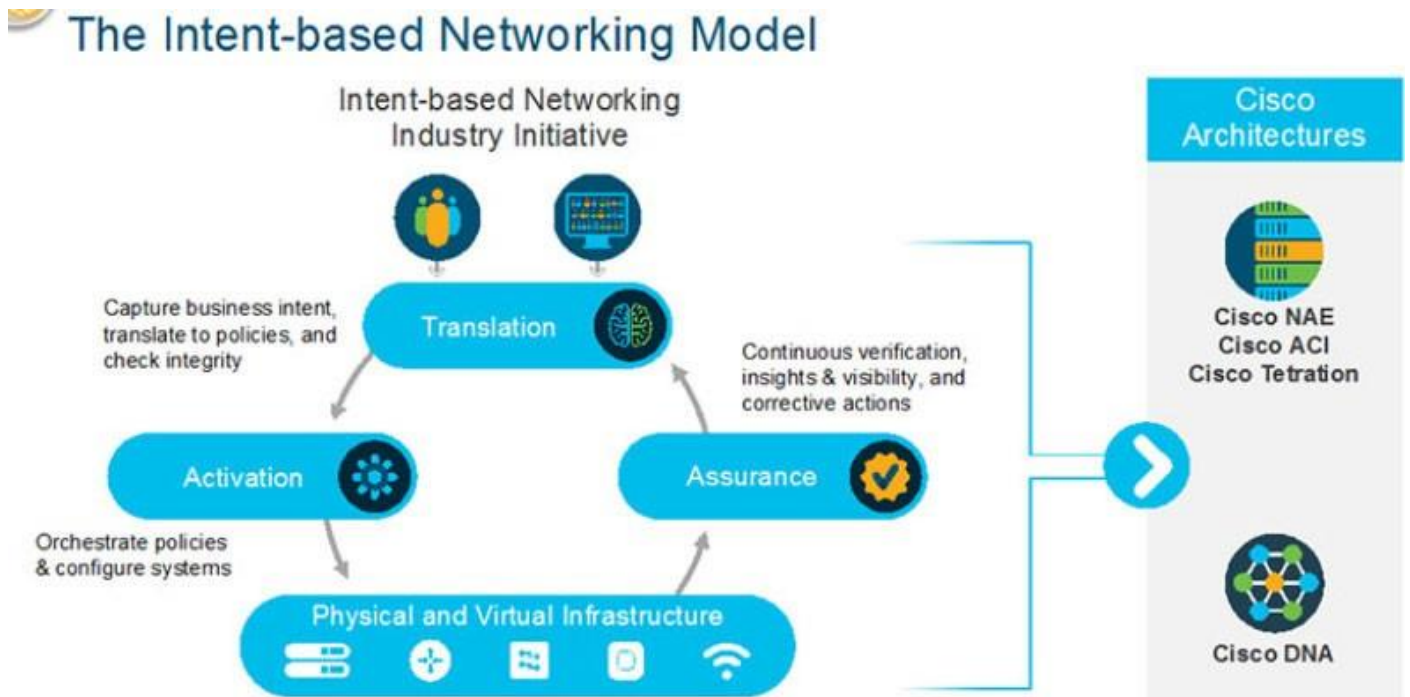 The Intent-based Networking Model
Intent-based Networking
Industry Initiative
Cisco
Architectures
Capture business intent,
translate to policies, and
check integrity
Translation
Continuous verification,
insights & visibility, and
corrective actions
Cisco NAE
Cisco ACI
Cisco Tetration
Activation
Assurance
Orchestrate policies
& configure systems
Physical and Virtual Infrastructure
Cisco DNA